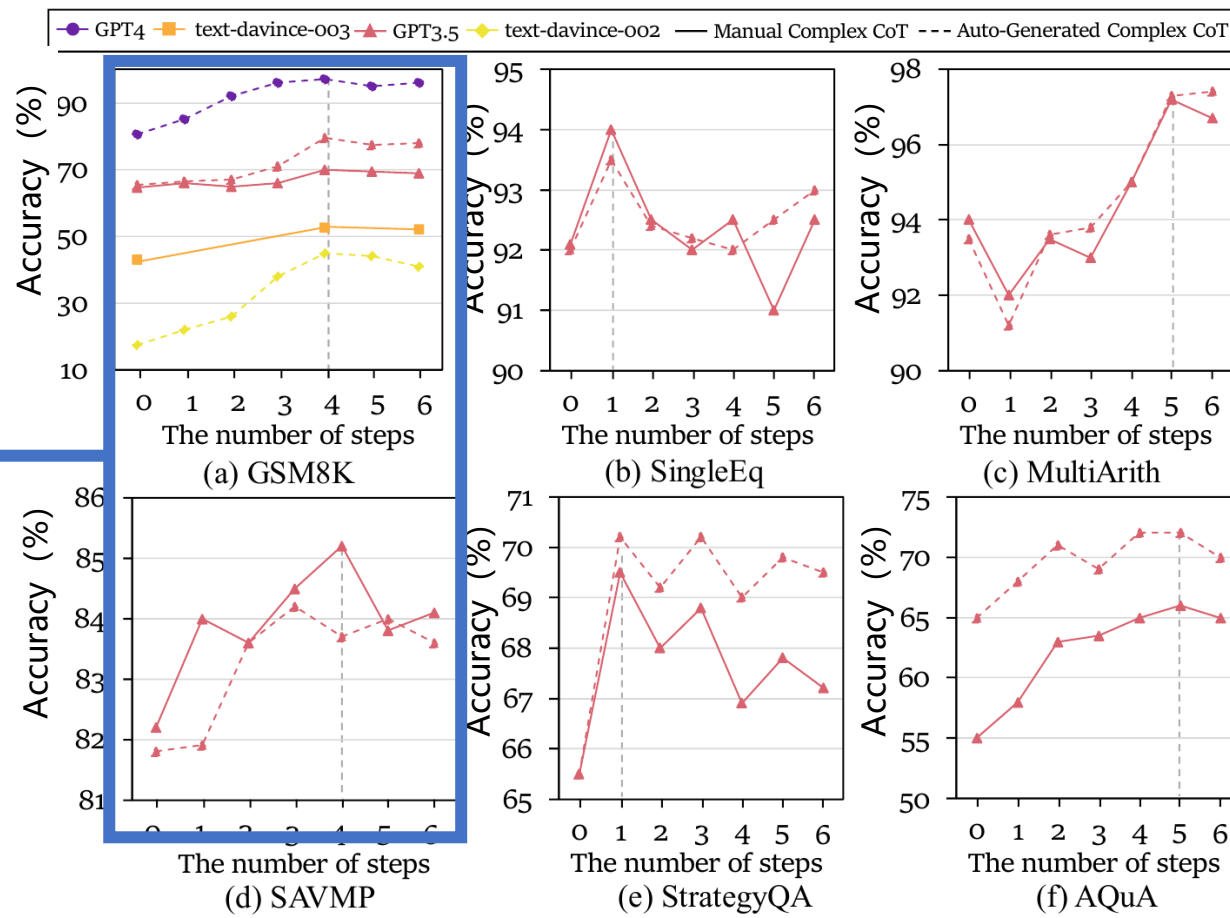 GPT4 text-davince-003 GPT3.5 text-davince-002 Manual Complex CoT Auto-Generated Complex CoT
Accuracy (%)
90
70
50
30
10
0 1 2 3 4 5 6
The number of steps
(a) GSM8K
Accuracy (%)
95
94
93
92
91
90
0 1 2 3 4 5 6
The number of steps
(b) SingleEq
Accuracy (%)
98
96
94
92
90
0 1 2 3 4 5 6
The number of steps
(c) MultiArith
Accuracy (%)
86
85
84
83
82
81
0 1 2 3 4 5 6
The number of steps
(d) SAVMP
Accuracy (%)
71
70
69
68
67
66
65
0 1 2 3 4 5 6
The number of steps
(e) StrategyQA
Accuracy (%)
75
70
65
60
55
50
0 1 2 3 4 5 6
The number of steps
(f) AQuA